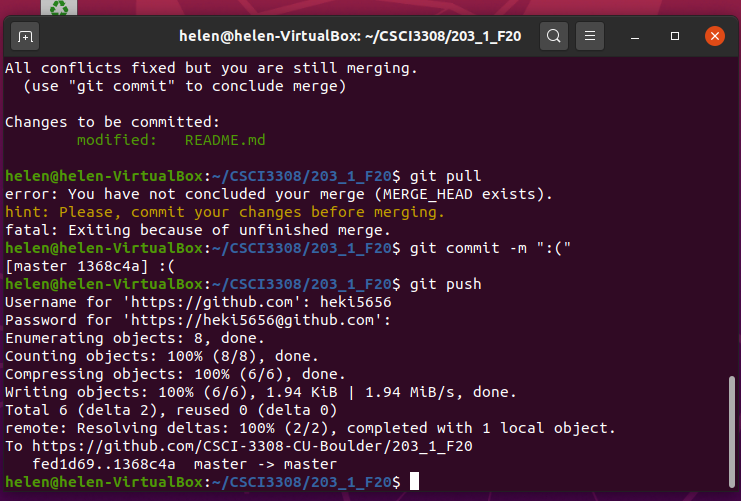 helen@helen-VirtualBox: ~/CSCI3308/203_1_F20
All conflicts fixed but you are still merging.
  (use "git commit" to conclude merge)
Changes to be committed:
        modified:   README.md
helen@helen-VirtualBox:~/CSCI3308/203_1_F20$ git pull
error: You have not concluded your merge (MERGE_HEAD exists).
hint: Please, commit your changes before merging.
fatal: Exiting because of unfinished merge.
helen@helen-VirtualBox:~/CSCI3308/203_1_F20$ git commit -m ":("
[master 1368c4a] :(
helen@helen-VirtualBox:~/CSCI3308/203_1_F20$ git push
Username for 'https://github.com': heki5656
Password for 'https://heki5656@github.com':
Enumerating objects: 8, done.
Counting objects: 100% (8/8), done.
Compressing objects: 100% (6/6), done.
Writing objects: 100% (6/6), 1.94 KiB | 1.94 MiB/s, done.
Total 6 (delta 2), reused 0 (delta 0)
remote: Resolving deltas: 100% (2/2), completed with 1 local object.
To https://github.com/CSCI-3308-CU-Boulder/203_1_F20
   fed1d69..1368c4a  master -> master
helen@helen-VirtualBox:~/CSCI3308/203_1_F20$